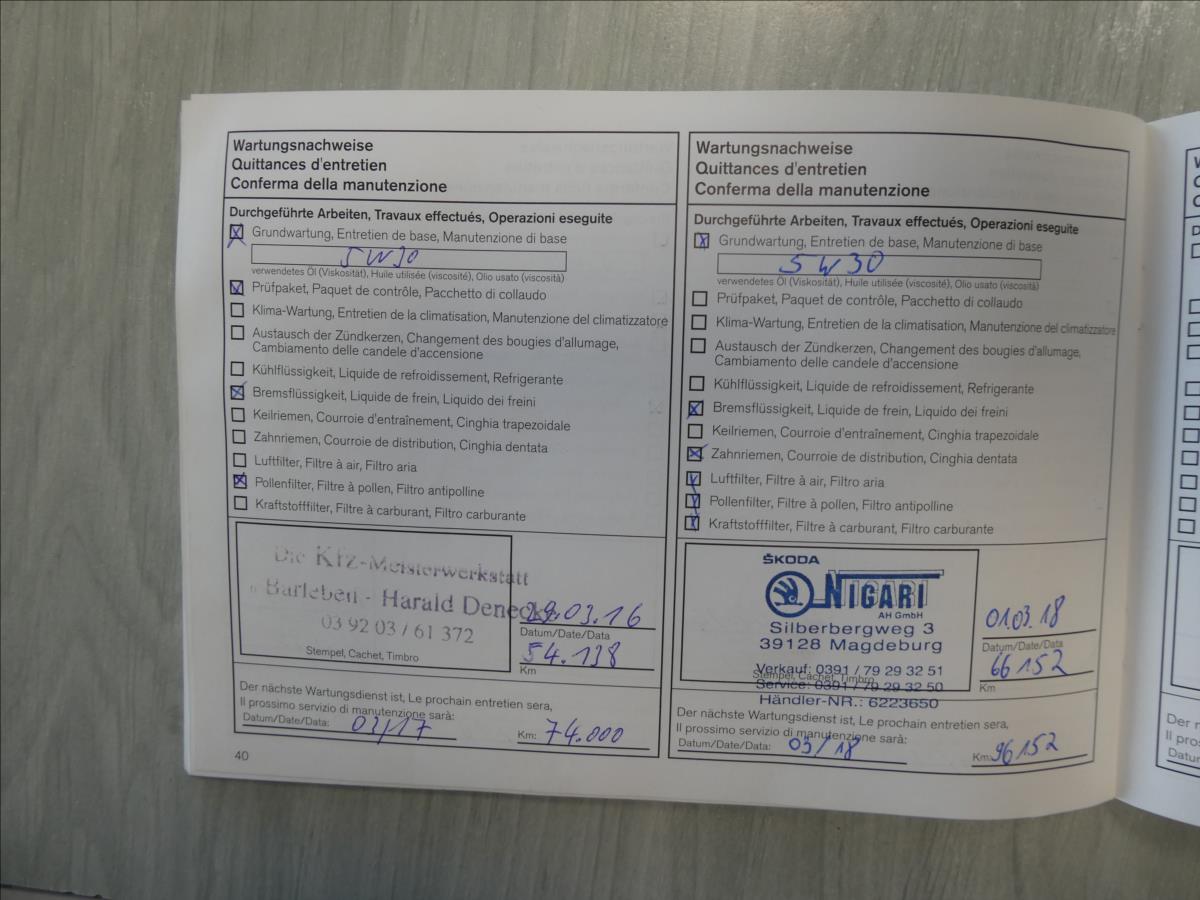 Wartungsnachweise
Quittances d'entretien
Conferma della manutenzione
Durchgeführte Arbeiten, Travaux effectués, Operazioni eseguite
Grundwartung, Entretien de base, Manutenzione di base
5W30
verwendetes Öl (Viskosität), Huile utilisée (viscosité), Olio usato (viscosità)
Prüfpaket, Paquet de contrôle, Pacchetto di collaudo
Klima-Wartung, Entretien de la climatisation, Manutenzione del climatizzatore
Austausch der Zündkerzen, Changement des bougies d'allumage,
Cambiamento delle candele d'accensione
Kühlflüssigkeit, Liquide de refroidissement, Refrigerante
Bremsflüssigkeit, Liquide de frein, Liquido dei freini
Keilriemen, Courroie d'entraînement, Cinghia trapezoidale
Zahnriemen, Courroie de distribution, Cinghia dentata
Luftfilter, Filtre à air, Filtro aria
Pollenfilter, Filtre à pollen, Filtro antipolline
Kraftstofffilter, Filtre à carburant, Filtro carburante
Die Kfz-Meisterwerkstatt
Barleben - Harald Denecke
03 92 03 / 61 372
Stempel, Cachet, Timbro
29.03.16
Datum/Date/Data
54.138
Km
Der nächste Wartungsdienst ist, Le prochain entretien sera,
Il prossimo servizio di manutenzione sarà:
Datum/Date/Data: 03/17
Km: 74.000
40
Wartungsnachweise
Quittances d'entretien
Conferma della manutenzione
Durchgeführte Arbeiten, Travaux effectués, Operazioni eseguite
Grundwartung, Entretien de base, Manutenzione di base
5W30
verwendetes Öl (Viskosität), Huile utilisée (viscosité), Olio usato (viscosità)
Prüfpaket, Paquet de contrôle, Pacchetto di collaudo
Klima-Wartung, Entretien de la climatisation, Manutenzione del climatizzatore
Austausch der Zündkerzen, Changement des bougies d'allumage,
Cambiamento delle candele d'accensione
Kühlflüssigkeit, Liquide de refroidissement, Refrigerante
Bremsflüssigkeit, Liquide de frein, Liquido dei freini
Keilriemen, Courroie d'entraînement, Cinghia trapezoidale
Zahnriemen, Courroie de distribution, Cinghia dentata
Luftfilter, Filtre à air, Filtro aria
Pollenfilter, Filtre à pollen, Filtro antipolline
Kraftstofffilter, Filtre à carburant, Filtro carburante
ŠKODA
NIGARI
AH GmbH
Silberbergweg 3
39128 Magdeburg
Verkauf: 0391 / 79 29 32 51
Stempel, Cachet, Timbro
Service: 0391 / 79 29 32 50
Händler-NR.: 6223650
01.03.18
Datum/Date/Data
66152
Km
Der nächste Wartungsdienst ist, Le prochain entretien sera,
Il prossimo servizio di manutenzione sarà:
Datum/Date/Data: 03/18
Km: 96152